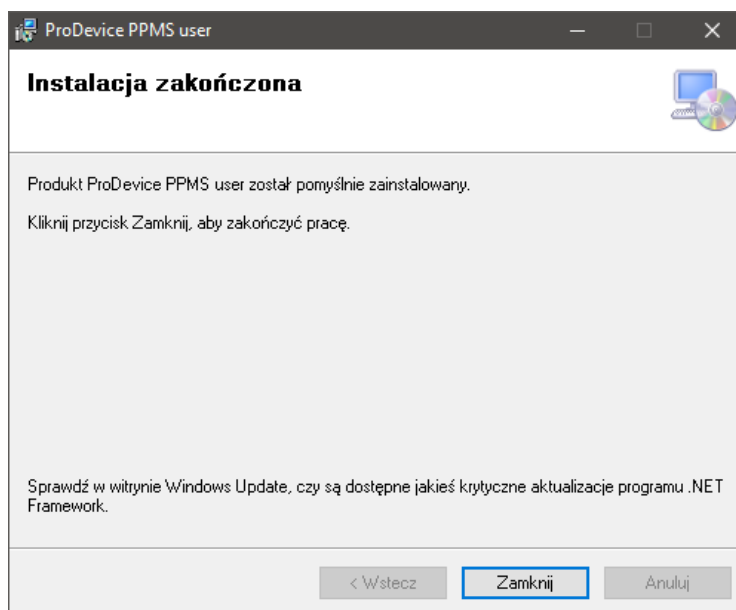 ProDevice PPMS user
Instalacja zakończona
Produkt ProDevice PPMS user został pomyślnie zainstalowany.
Kliknij przycisk Zamknij, aby zakończyć pracę.
Sprawdź w witrynie Windows Update, czy są dostępne jakieś krytyczne aktualizacje programu .NET
Framework.
< Wstecz
Zamknij
Anuluj